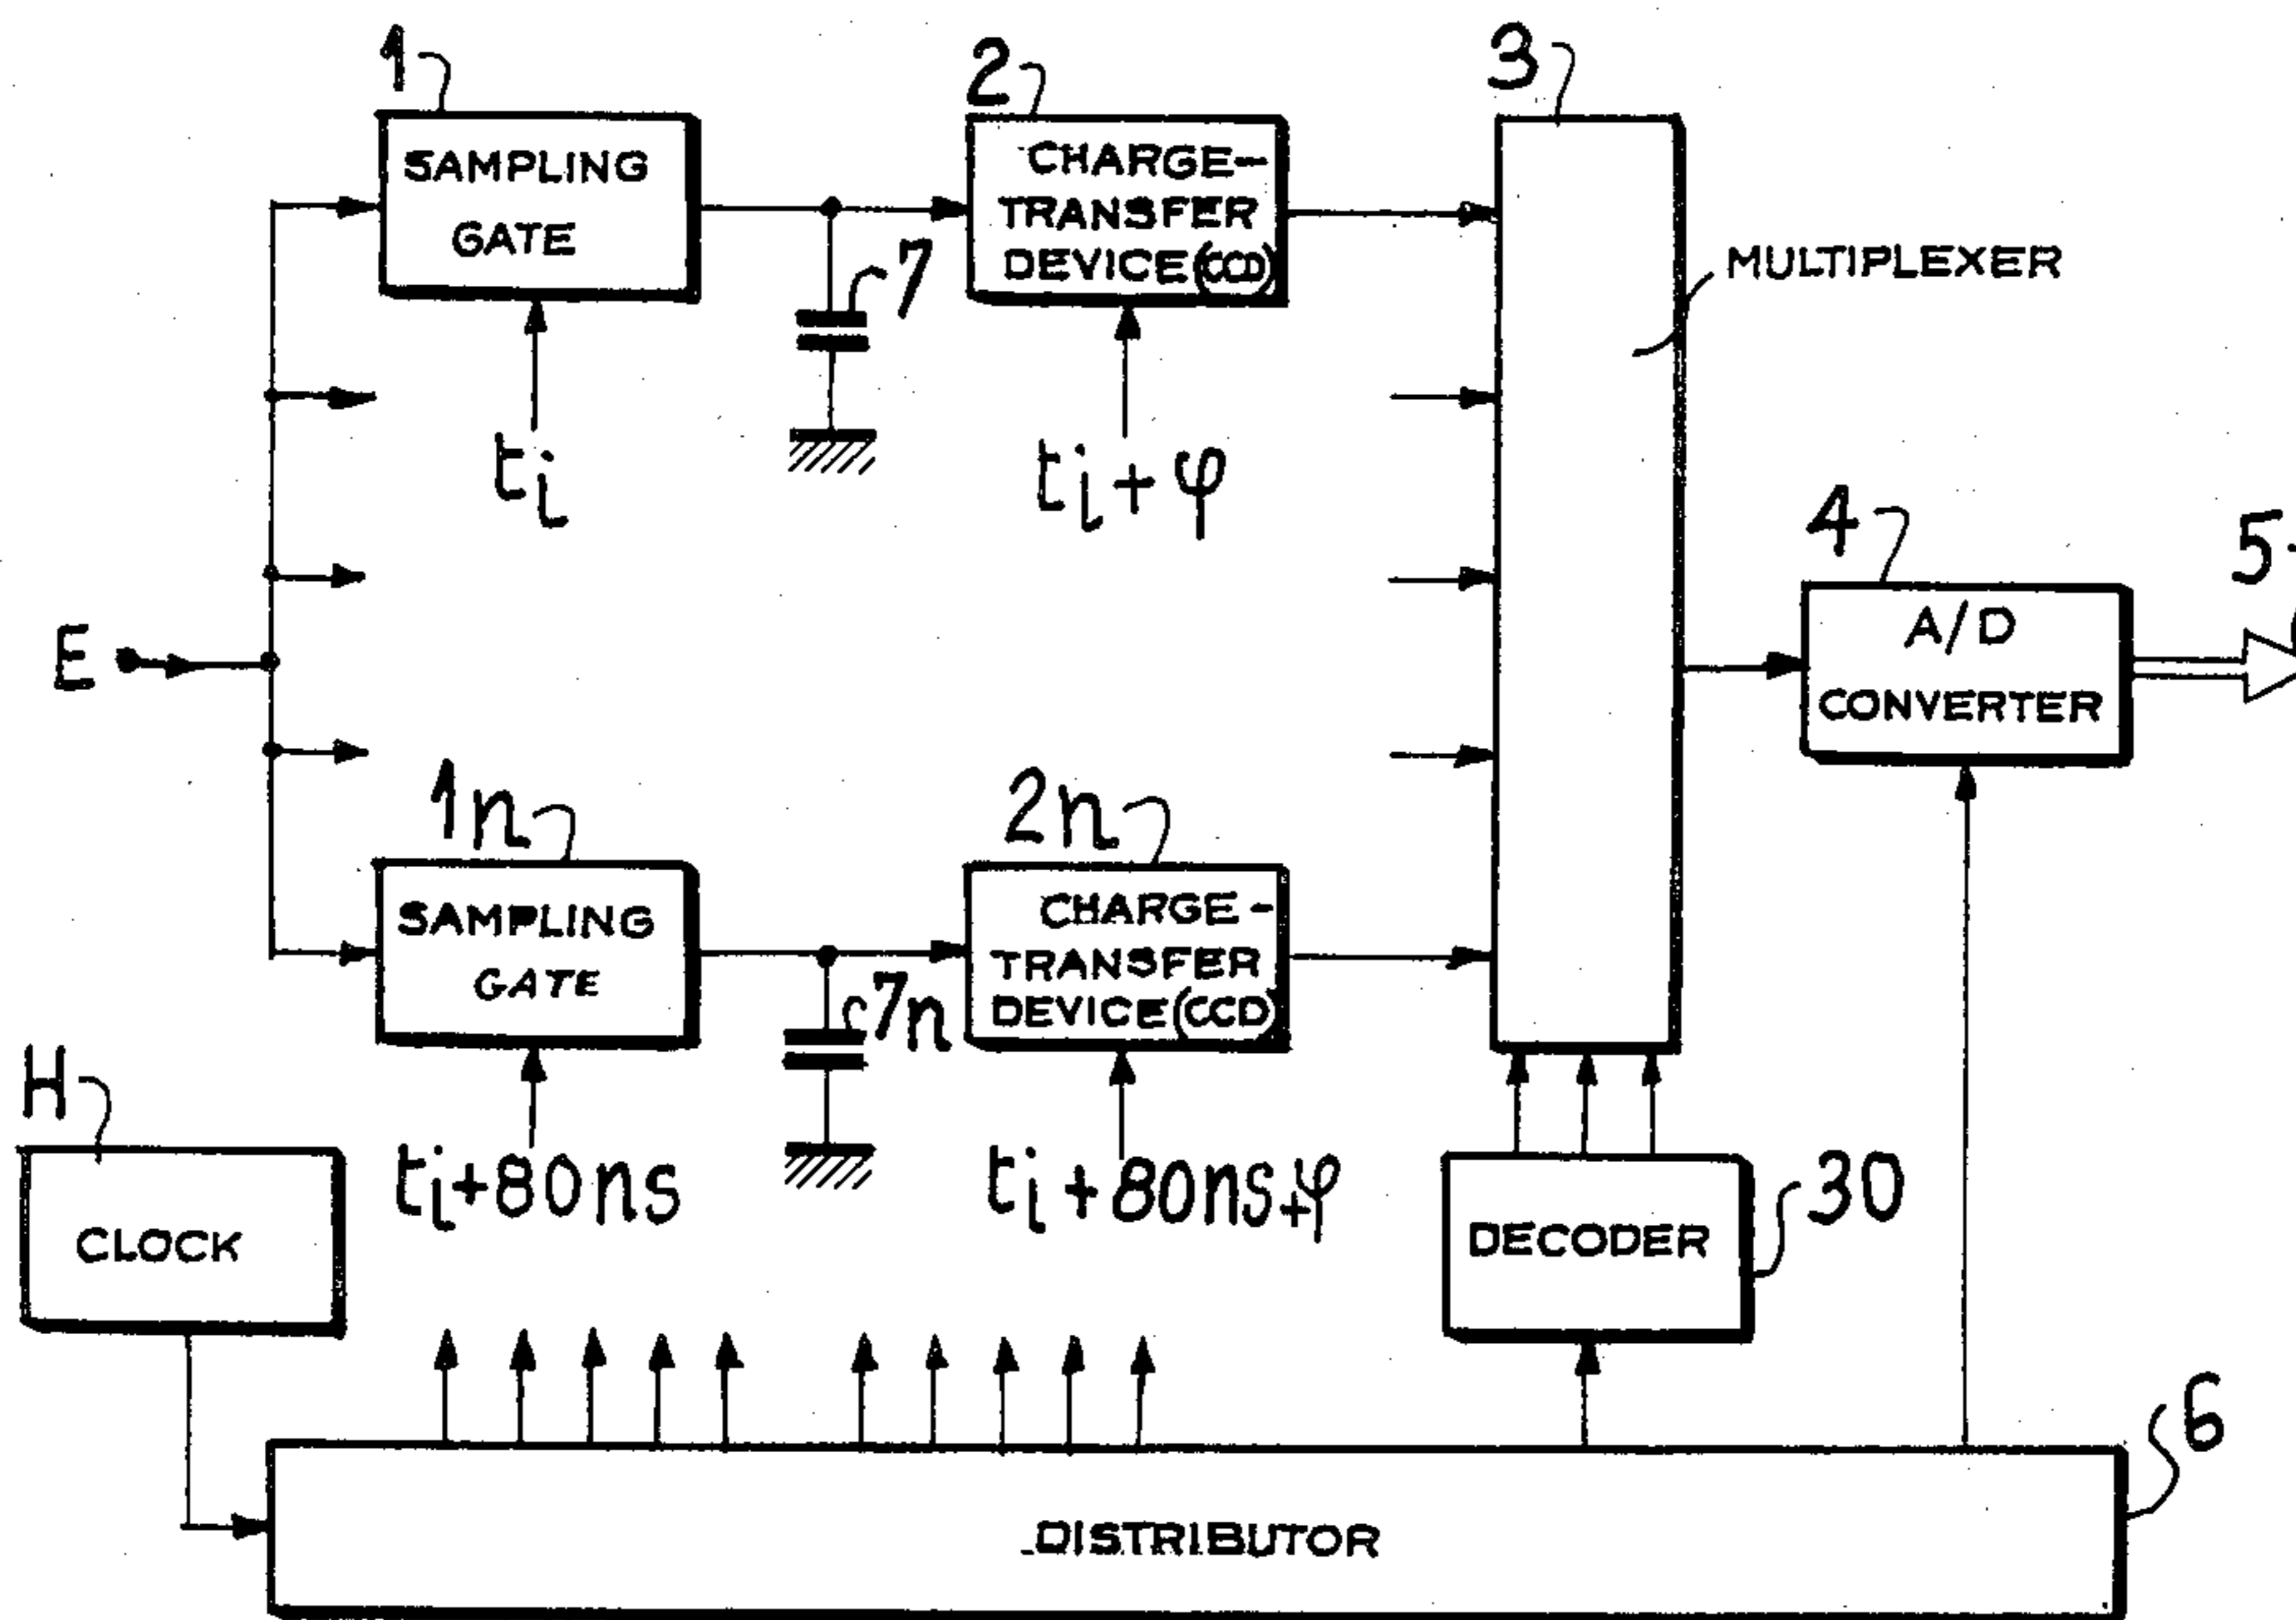 1
2
3
SAMPLING
GATE
CHARGE-
TRANSFER
DEVICE (CCD)
7
MULTIPLEXER
ti
ti + φ
4
5
A/D
CONVERTER
E
1n
2n
SAMPLING
GATE
CHARGE-
TRANSFER
DEVICE (CCD)
7n
H
ti+80ns
ti+80ns+φ
30
CLOCK
DECODER
6
DISTRIBUTOR